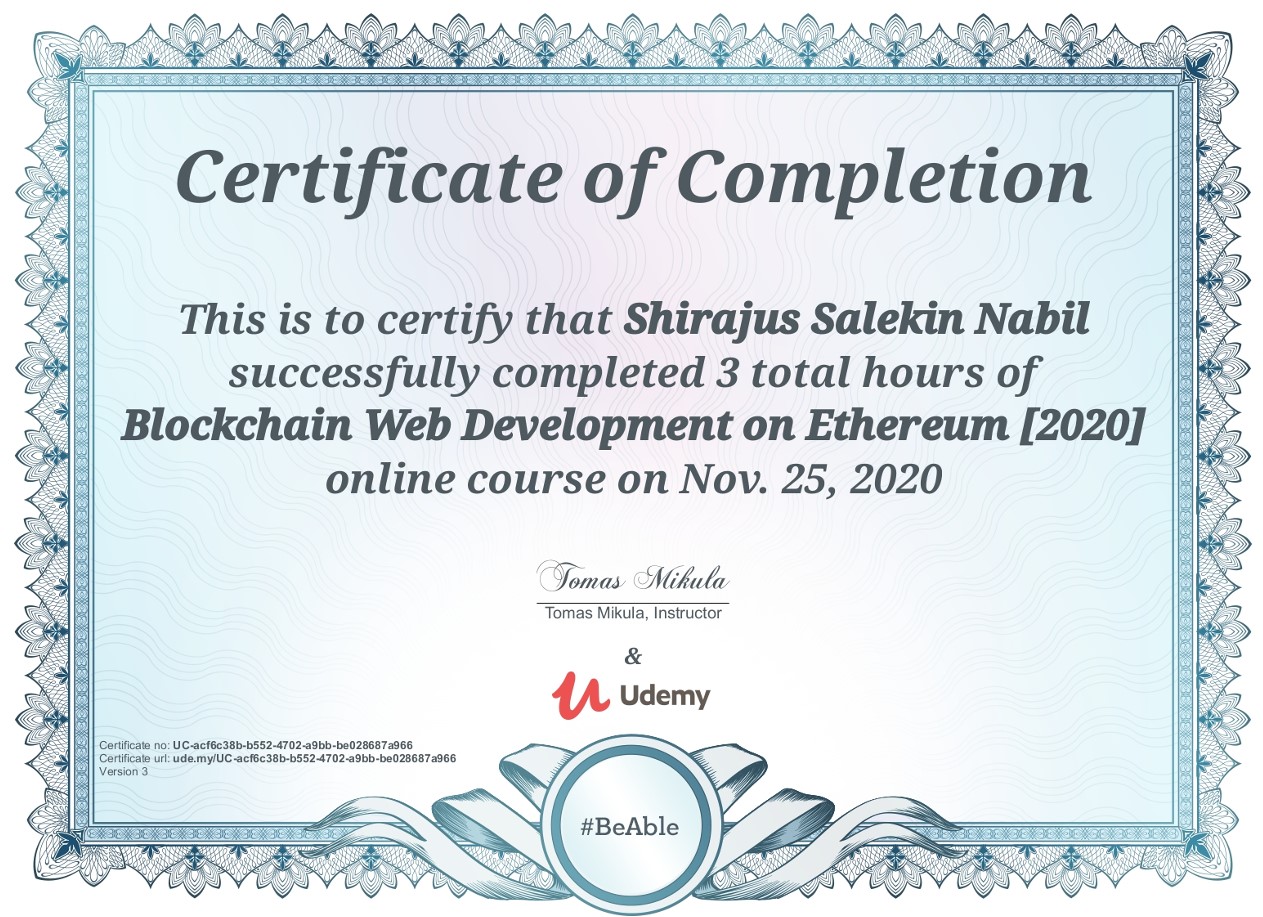 Certificate of Completion
This is to certify that Shirajus Salekin Nabil
successfully completed 3 total hours of
Blockchain Web Development on Ethereum [2020]
online course on Nov. 25, 2020
Tomas Mikula
Tomas Mikula, Instructor
&
Udemy
Certificate no: UC-acf6c38b-b552-4702-a9bb-be028687a966
Certificate url: ude.my/UC-acf6c38b-b552-4702-a9bb-be028687a966
Version 3
#BeAble